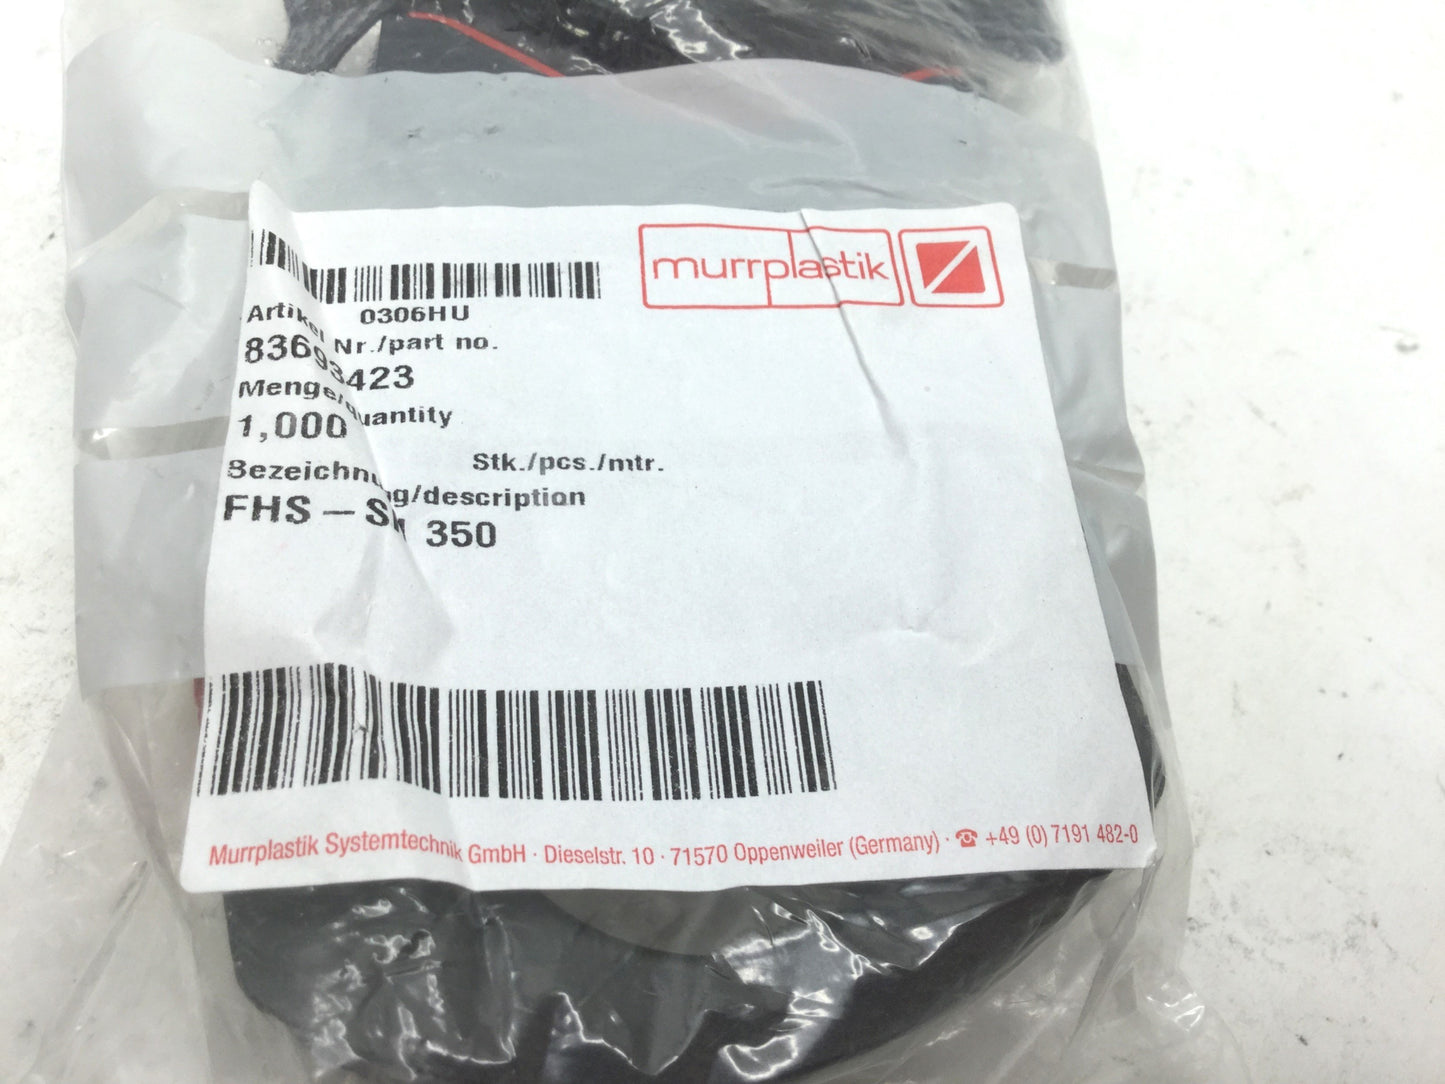 murrplastik
0306HU
Artikel Nr./part no.
83693423
Menge/quantity
1,000
Stk./pcs./mtr.
Bezeichnung/description
FHS – 350
Murrplastik Systemtechnik GmbH · Dieselstr. 10 · 71570 Oppenweiler (Germany) · ☎ +49 (0) 7191 482-0